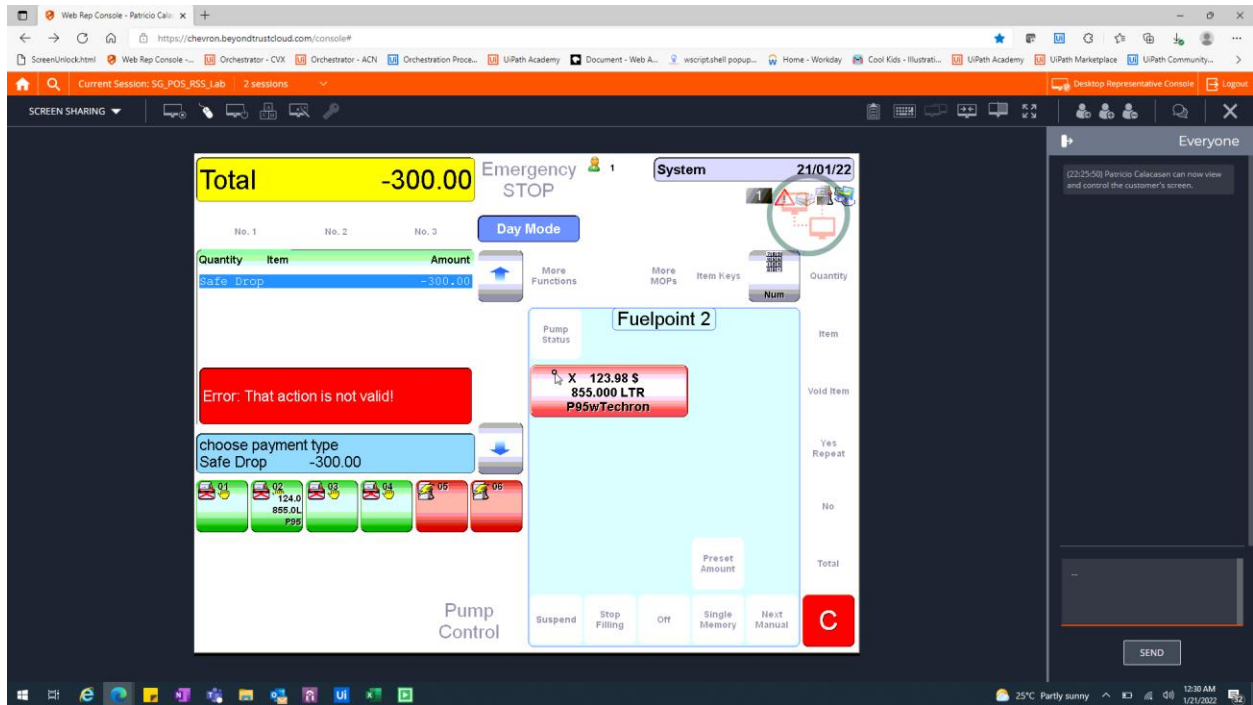 Web Rep Console - Patricio Cala
https://chevron.beyondtrustcloud.com/console#
ScreenUnlock.html
Web Rep Console -...
Orchestrator - CVX
Orchestrator - ACN
Orchestration Proce...
UiPath Academy
Document - Web A...
wscript.shell popup...
Home - Workday
Cool Kids - Illustrati...
UiPath Academy
UiPath Marketplace
UiPath Community...
Current Session: SG_POS_RSS_Lab
2 sessions
Desktop Representative Console
Logout
SCREEN SHARING
Everyone
(22:25:50) Patricio Calacasan can now view
and control the customer's screen.
Total -300.00
Emergency
STOP
1
System 21/01/22
1
No. 1 No. 2 No. 3
Day Mode
Quantity Item Amount
Safe Drop -300.00
More
Functions
More
MOPs
Item Keys
Num
Quantity
Pump
Status
Fuelpoint 2
Item
X 123.98 $
855.000 LTR
P95wTechron
Void Item
Error: That action is not valid!
choose payment type
Safe Drop -300.00
Yes
Repeat
01
02
124.0
855.0L
P95
03
04
05
06
No
Preset
Amount
Total
Pump
Control
Suspend
Stop
Filling
Off
Single
Memory
Next
Manual
C
...
SEND
25°C Partly sunny
12:30 AM
1/21/2022